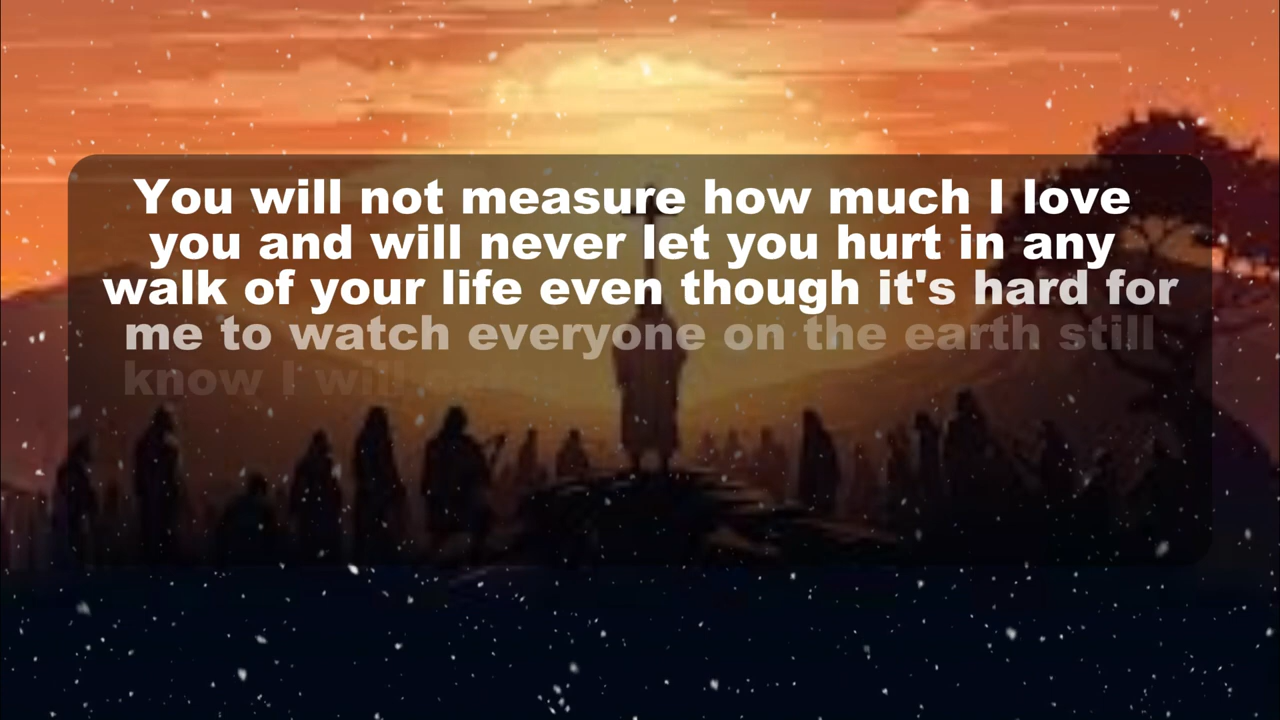 You will not measure how much I love
you and will never let you hurt in any
walk of your life even though it's hard for
me to watch everyone on the earth still
know I will